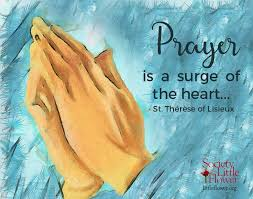 Prayer
is a surge of
the heart...
- St. Thérèse of Lisieux
Society
of the
Little
Flower
littleflower.org